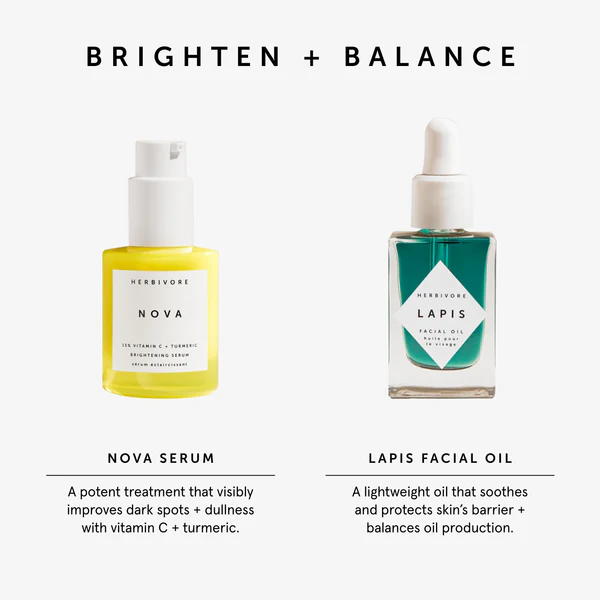 BRIGHTEN + BALANCE
HERBIVORE
NOVA
15% VITAMIN C + TURMERIC
BRIGHTENING SERUM
sérum éclaircissant
HERBIVORE
LAPIS
FACIAL OIL
huile pour
le visage
NOVA SERUM
A potent treatment that visibly
improves dark spots + dullness
with vitamin C + turmeric.
LAPIS FACIAL OIL
A lightweight oil that soothes
and protects skin’s barrier +
balances oil production.